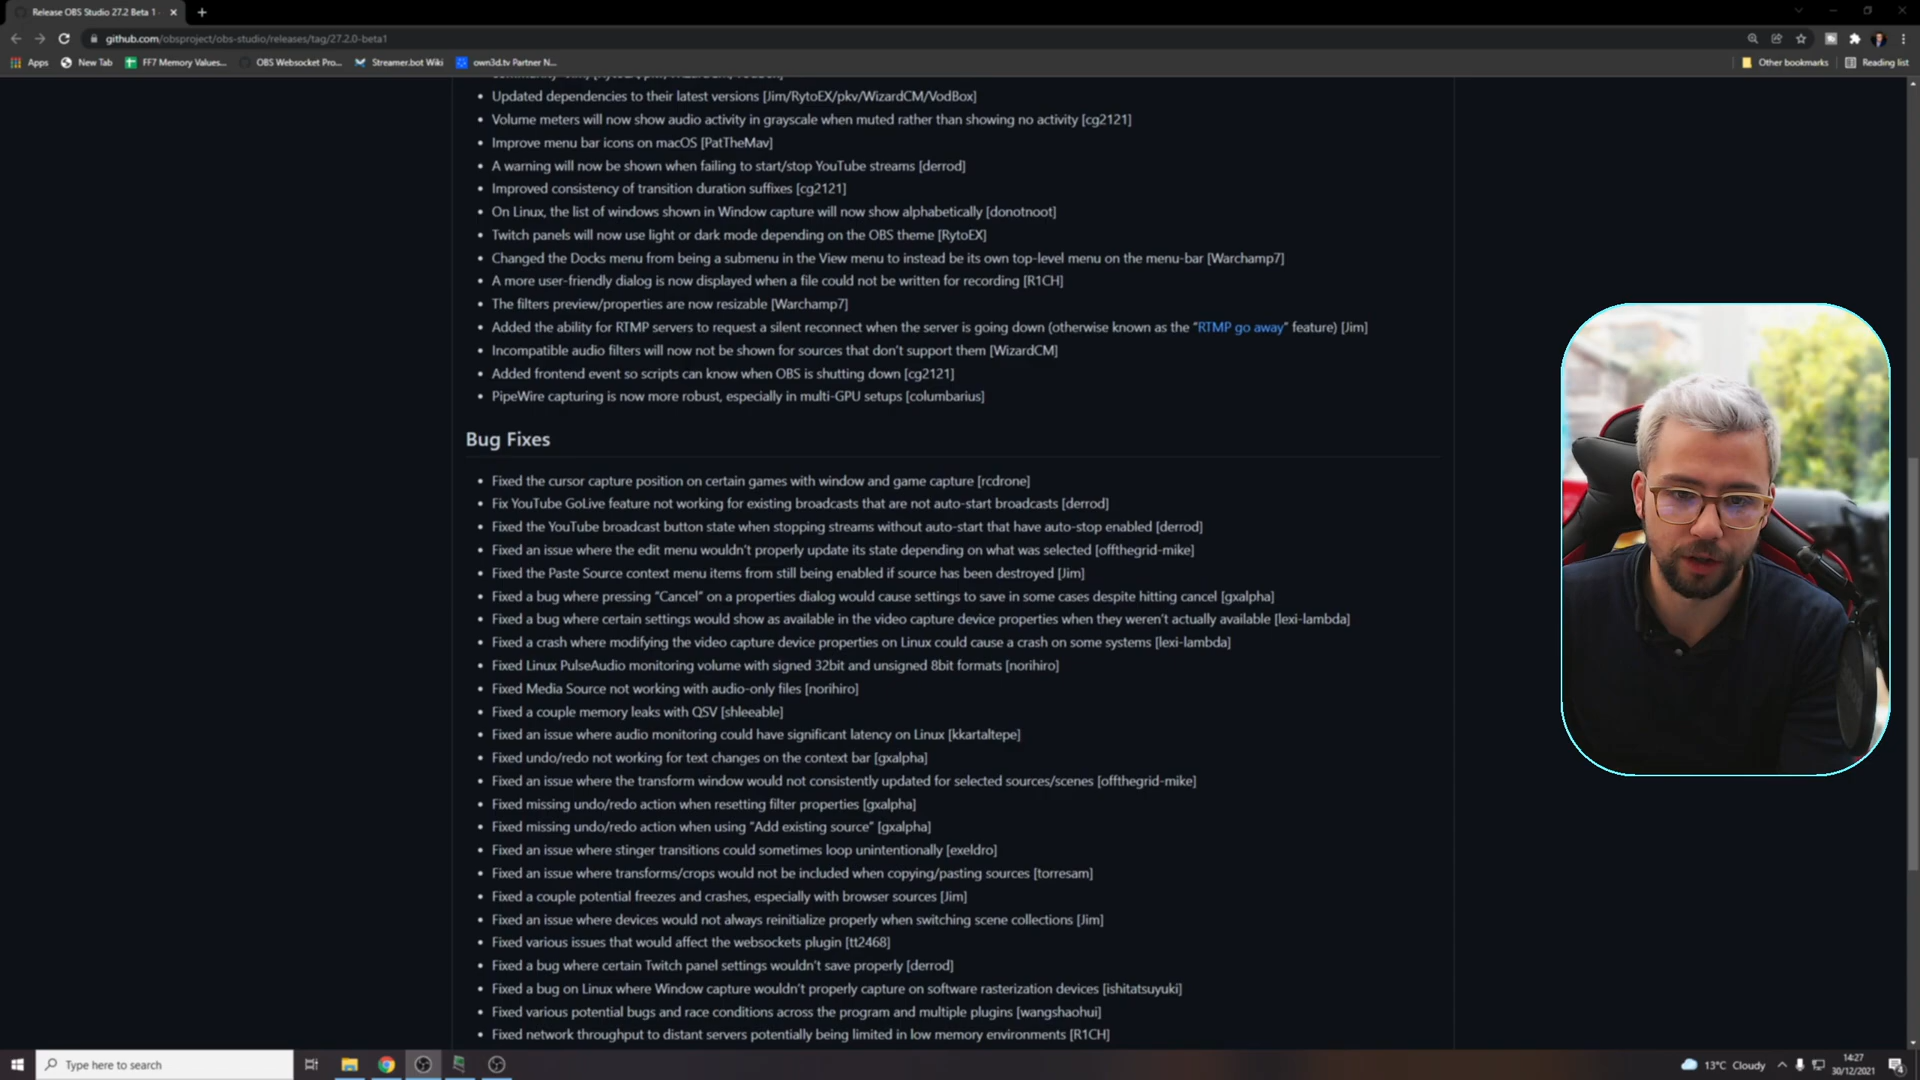 Release OBS Studio 27.2 Beta 1
github.com/obsproject/obs-studio/releases/tag/27.2.0-beta1
Apps
New Tab
FF7 Memory Values...
OBS Websocket Pro...
Streamer.bot Wiki
own3d.tv Partner N...
Other bookmarks
Reading list
• Updated dependencies to their latest versions [Jim/RytoEX/pkv/WizardCM/VodBox]
• Volume meters will now show audio activity in grayscale when muted rather than showing no activity [cg2121]
• Improve menu bar icons on macOS [PatTheMav]
• A warning will now be shown when failing to start/stop YouTube streams [derrod]
• Improved consistency of transition duration suffixes [cg2121]
• On Linux, the list of windows shown in Window capture will now show alphabetically [donotnoot]
• Twitch panels will now use light or dark mode depending on the OBS theme [RytoEX]
• Changed the Docks menu from being a submenu in the View menu to instead be its own top-level menu on the menu-bar [Warchamp7]
• A more user-friendly dialog is now displayed when a file could not be written for recording [R1CH]
• The filters preview/properties are now resizable [Warchamp7]
• Added the ability for RTMP servers to request a silent reconnect when the server is going down (otherwise known as the “RTMP go away” feature) [Jim]
• Incompatible audio filters will now not be shown for sources that don’t support them [WizardCM]
• Added frontend event so scripts can know when OBS is shutting down [cg2121]
• PipeWire capturing is now more robust, especially in multi-GPU setups [columbarius]
Bug Fixes
• Fixed the cursor capture position on certain games with window and game capture [rcdrone]
• Fix YouTube GoLive feature not working for existing broadcasts that are not auto-start broadcasts [derrod]
• Fixed the YouTube broadcast button state when stopping streams without auto-start that have auto-stop enabled [derrod]
• Fixed an issue where the edit menu wouldn’t properly update its state depending on what was selected [offthegrid-mike]
• Fixed the Paste Source context menu items from still being enabled if source has been destroyed [Jim]
• Fixed a bug where pressing “Cancel” on a properties dialog would cause settings to save in some cases despite hitting cancel [gxalpha]
• Fixed a bug where certain settings would show as available in the video capture device properties when they weren’t actually available [lexi-lambda]
• Fixed a crash where modifying the video capture device properties on Linux could cause a crash on some systems [lexi-lambda]
• Fixed Linux PulseAudio monitoring volume with signed 32bit and unsigned 8bit formats [norihiro]
• Fixed Media Source not working with audio-only files [norihiro]
• Fixed a couple memory leaks with QSV [shleeable]
• Fixed an issue where audio monitoring could have significant latency on Linux [kkartaltepe]
• Fixed undo/redo not working for text changes on the context bar [gxalpha]
• Fixed an issue where the transform window would not consistently updated for selected sources/scenes [offthegrid-mike]
• Fixed missing undo/redo action when resetting filter properties [gxalpha]
• Fixed missing undo/redo action when using “Add existing source” [gxalpha]
• Fixed an issue where stinger transitions could sometimes loop unintentionally [exeldro]
• Fixed an issue where transforms/crops would not be included when copying/pasting sources [torresam]
• Fixed a couple potential freezes and crashes, especially with browser sources [Jim]
• Fixed an issue where devices would not always reinitialize properly when switching scene collections [Jim]
• Fixed various issues that would affect the websockets plugin [tt2468]
• Fixed a bug where certain Twitch panel settings wouldn’t save properly [derrod]
• Fixed a bug on Linux where Window capture wouldn’t properly capture on software rasterization devices [ishitatsuyuki]
• Fixed various potential bugs and race conditions across the program and multiple plugins [wangshaohui]
• Fixed network throughput to distant servers potentially being limited in low memory environments [R1CH]
Type here to search
13°C Cloudy
14:27
30/12/2021